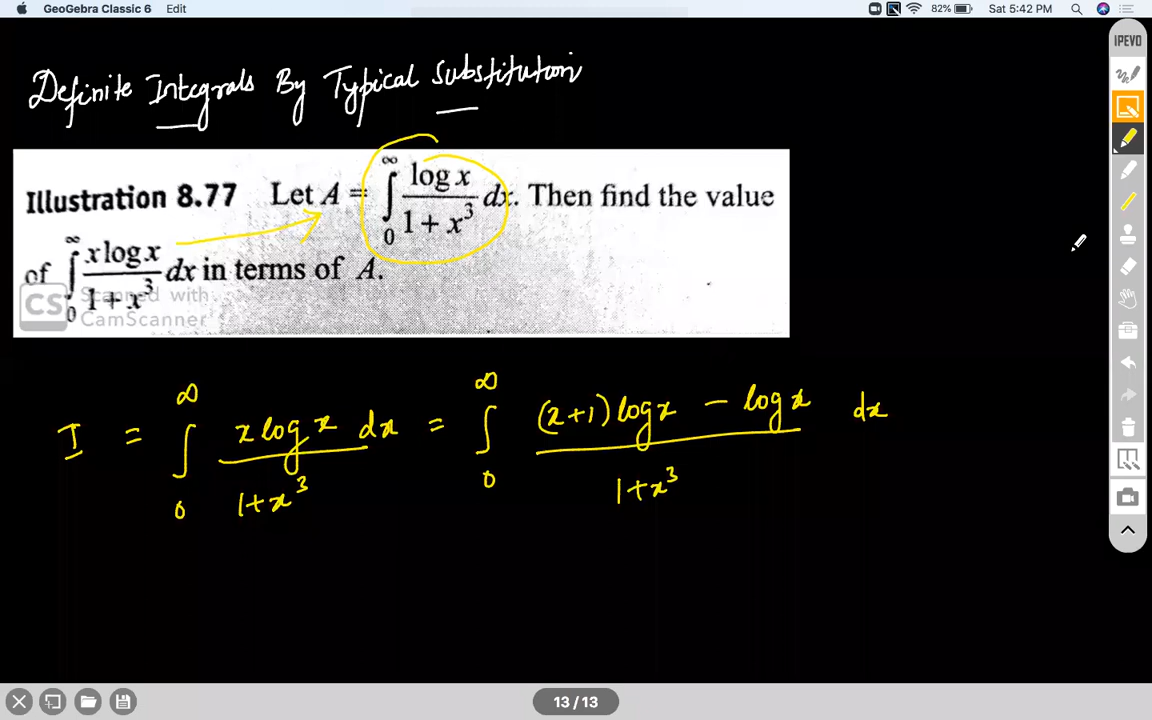 GeoGebra Classic 6 Edit 82% Sat 5:42 PM
IPEVO
Definite Integrals By Typical Substitution
Illustration 8.77 Let A = ∫₀^∞ log x / (1 + x³) dx. Then find the value
of ∫₀^∞ x log x / (1 + x³) dx in terms of A.
CS Scanned with
CamScanner
I = ∫₀^∞ x log x dx / (1+x³) = ∫₀^∞ ((x+1) log x − log x) / (1+x³) dx
13 / 13